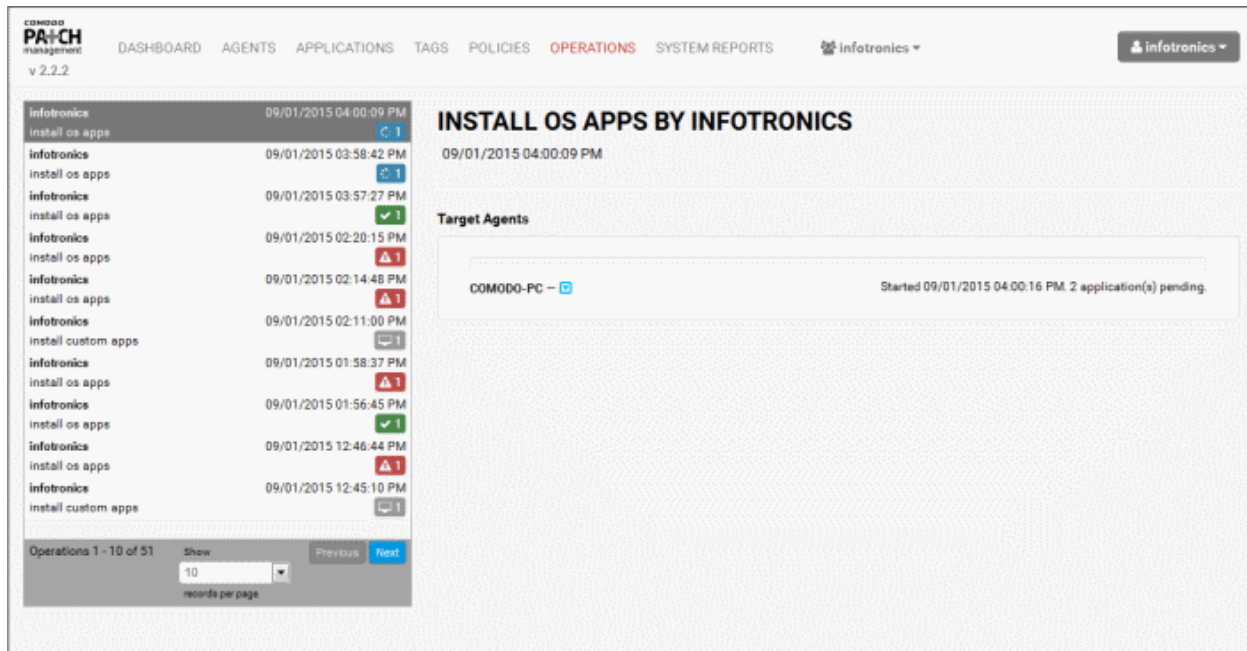 COMODO
PATCH
management
v 2.2.2
DASHBOARD AGENTS APPLICATIONS TAGS POLICIES OPERATIONS SYSTEM REPORTS infotronics infotronics
infotronics 09/01/2015 04:00:09 PM
install os apps 1
infotronics 09/01/2015 03:58:42 PM
install os apps 1
infotronics 09/01/2015 03:57:27 PM
install os apps 1
infotronics 09/01/2015 02:20:15 PM
install os apps 1
infotronics 09/01/2015 02:14:48 PM
install os apps 1
infotronics 09/01/2015 02:11:00 PM
install custom apps 1
infotronics 09/01/2015 01:58:37 PM
install os apps 1
infotronics 09/01/2015 01:56:45 PM
install os apps 1
infotronics 09/01/2015 12:46:44 PM
install os apps 1
infotronics 09/01/2015 12:45:10 PM
install custom apps 1
Operations 1 - 10 of 51 Show Previous Next
10
records per page
INSTALL OS APPS BY INFOTRONICS
09/01/2015 04:00:09 PM
Target Agents
COMODO-PC — Started 09/01/2015 04:00:16 PM. 2 application(s) pending.